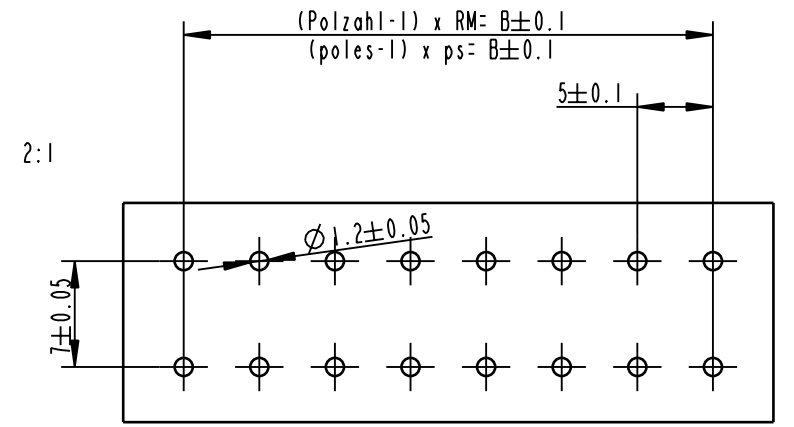 (Polzahl-1) x RM= B±0.1
(poles-1) x ps= B±0.1
5±0.1
2:1
Ø1.2±0.05
7±0.05